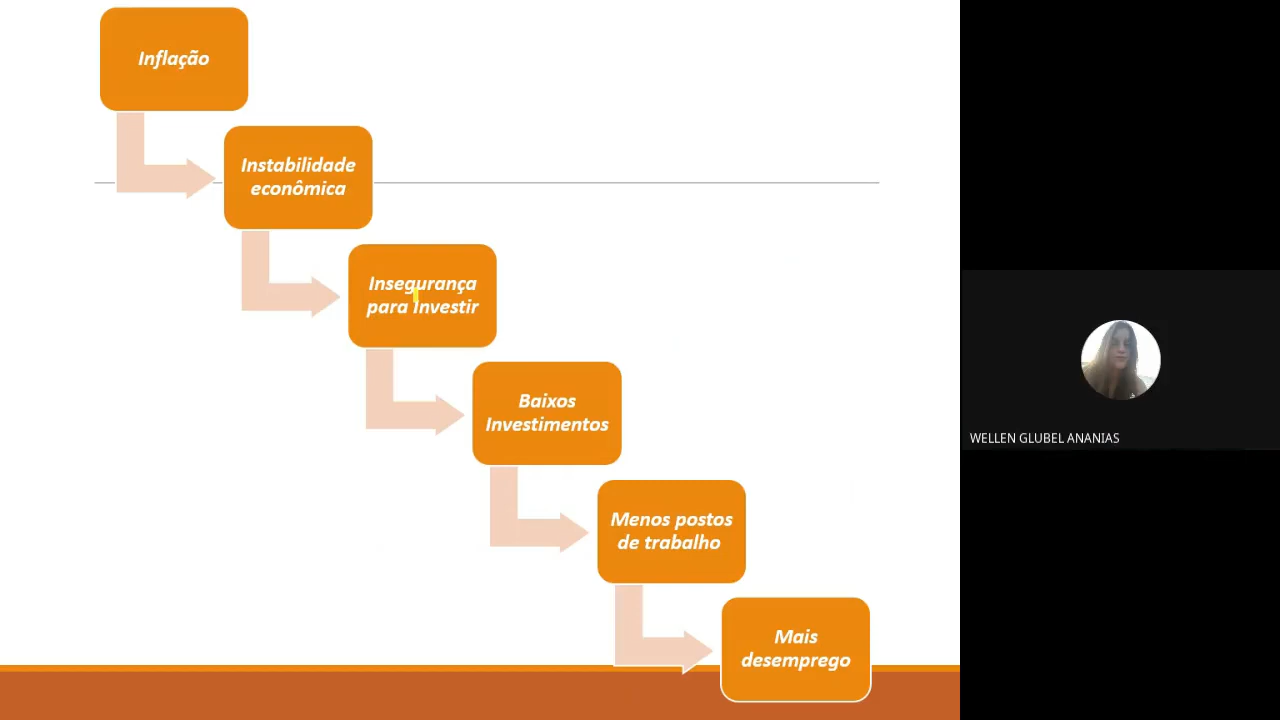 Inflação
Instabilidade
econômica
Insegurança
para Investir
Baixos
Investimentos
WELLEN GLUBEL ANANIAS
Menos postos
de trabalho
Mais
desemprego